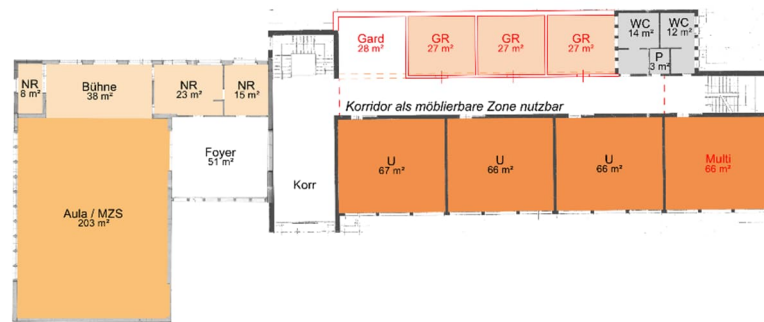 WC
14 m²
WC
12 m²
P
3 m²
Gard
28 m²
GR
27 m²
GR
27 m²
GR
27 m²
NR
8 m²
Bühne
38 m²
NR
23 m²
NR
15 m²
Korridor als möblierbare Zone nutzbar
Foyer
51 m²
U
67 m²
U
66 m²
U
66 m²
Multi
66 m²
Korr
Aula / MZS
203 m²